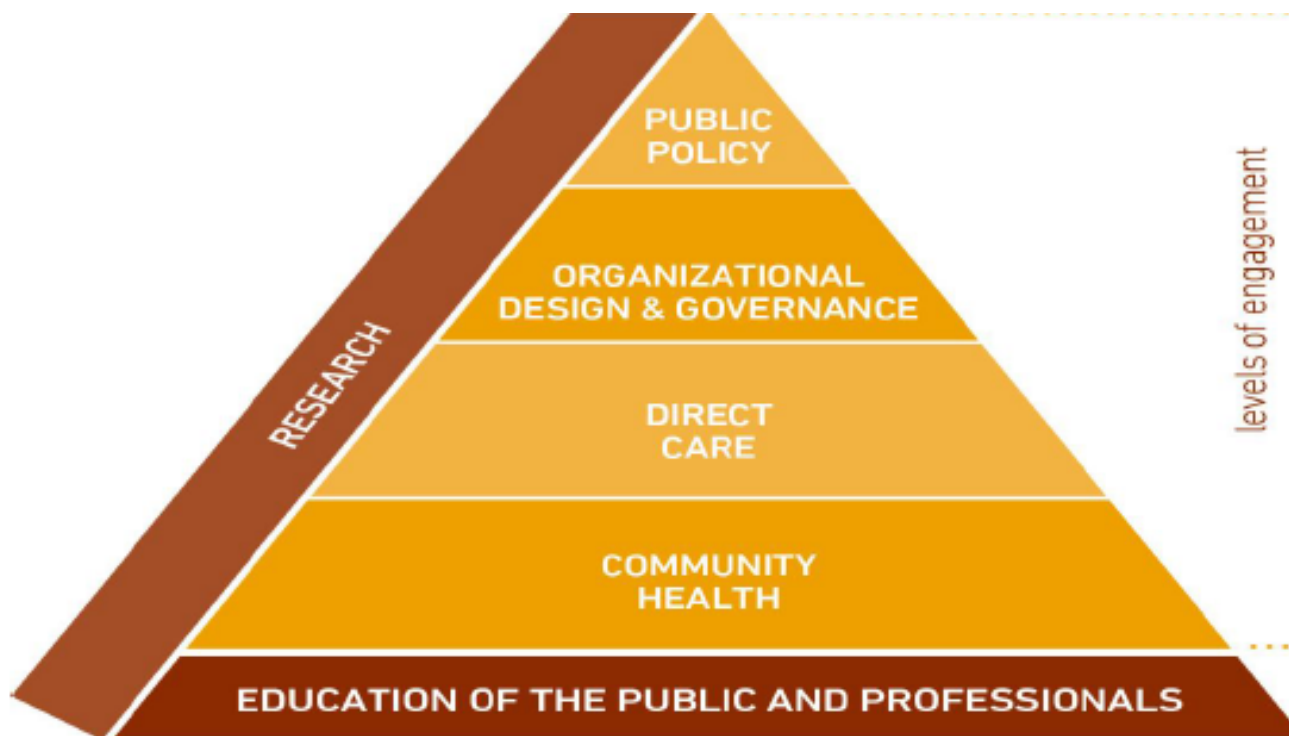 PUBLIC
POLICY
ORGANIZATIONAL
DESIGN & GOVERNANCE
DIRECT
CARE
COMMUNITY
HEALTH
EDUCATION OF THE PUBLIC AND PROFESSIONALS
RESEARCH
levels of engagement